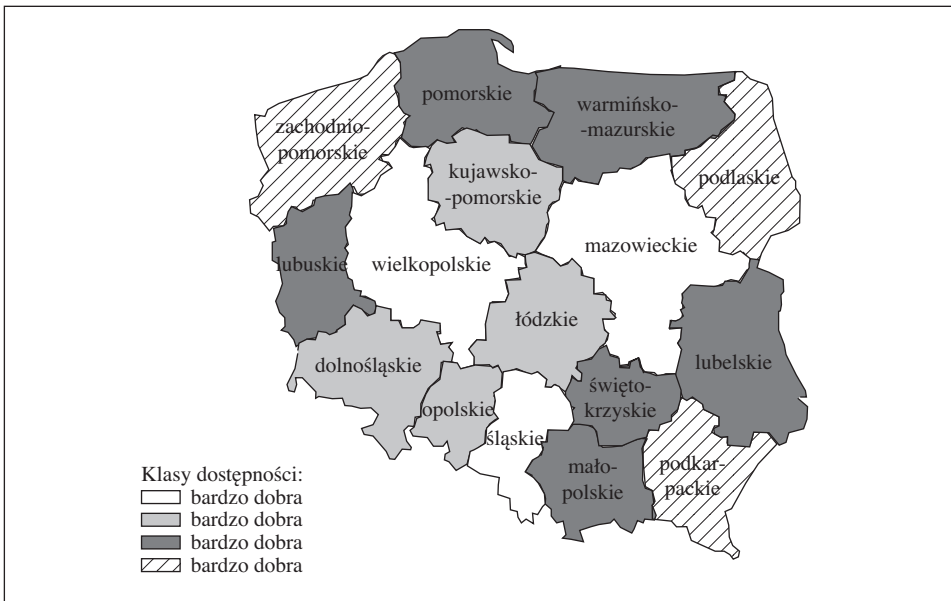 pomorskie
warmińsko-
-mazurskie
zachodnio-
pomorskie
kujawsko-
-pomorskie
podlaskie
mazowieckie
lubuskie
wielkopolskie
łódzkie
dolnośląskie
lubelskie
święto-
krzyskie
opolskie
śląskie
mało-
polskie
podkar-
packie
Klasy dostępności:
bardzo dobra
bardzo dobra
bardzo dobra
bardzo dobra